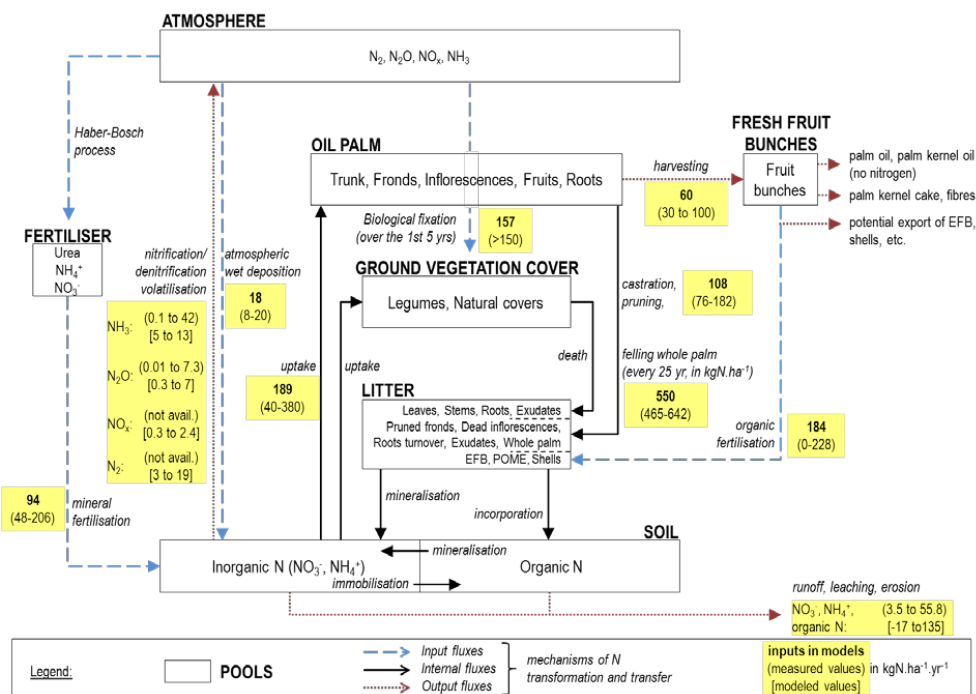 ATMOSPHERE
N₂, N₂O, NOₓ, NH₃
Haber-Bosch
process
OIL PALM
Trunk, Fronds, Inflorescences, Fruits, Roots
harvesting
60
(30 to 100)
FRESH FRUIT
BUNCHES
Fruit
bunches
palm oil, palm kernel oil
(no nitrogen)
palm kernel cake, fibres
potential export of EFB,
shells, etc.
FERTILISER
Urea
NH₄⁺
NO₃⁻
nitrification/
denitrification
volatilisation
NH₃: (0.1 to 42)
[5 to 13]
N₂O: (0.01 to 7.3)
[0.3 to 7]
NOₓ: (not avail.)
[0.3 to 2.4]
N₂: (not avail.)
[3 to 19]
atmospheric
wet deposition
18
(8-20)
Biological fixation
(over the 1st 5 yrs)
157
(>150)
GROUND VEGETATION COVER
Legumes, Natural covers
castration,
pruning,
108
(76-182)
uptake
189
(40-380)
uptake
death
felling whole palm
(every 25 yr, in kgN.ha⁻¹)
550
(465-642)
LITTER
Leaves, Stems, Roots, Exudates
Pruned fronds, Dead inflorescences,
Roots turnover, Exudates, Whole palm
EFB, POME, Shells
organic
fertilisation
184
(0-228)
94
(48-206)
mineral
fertilisation
mineralisation
incorporation
SOIL
Inorganic N (NO₃⁻, NH₄⁺)
mineralisation
immobilisation
Organic N
runoff, leaching, erosion
NO₃⁻, NH₄⁺, (3.5 to 55.8)
organic N: [-17 to135]
Legend:
POOLS
Input fluxes
Internal fluxes
Output fluxes
mechanisms of N
transformation and transfer
inputs in models
(measured values)
[modeled values]
in kgN.ha⁻¹.yr⁻¹